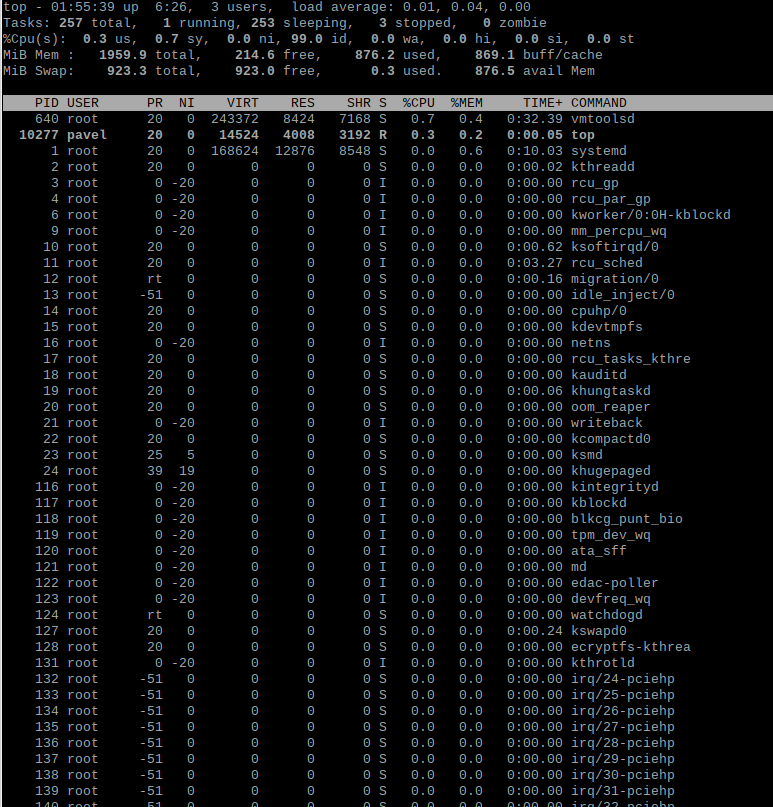 top - 01:55:39 up  6:26,  3 users,  load average: 0.01, 0.04, 0.00
Tasks: 257 total,   1 running, 253 sleeping,   3 stopped,   0 zombie
%Cpu(s):  0.3 us,  0.7 sy,  0.0 ni, 99.0 id,  0.0 wa,  0.0 hi,  0.0 si,  0.0 st
MiB Mem :   1959.9 total,    214.6 free,    876.2 used,    869.1 buff/cache
MiB Swap:    923.3 total,    923.0 free,      0.3 used.    876.5 avail Mem
PID USER      PR  NI    VIRT    RES    SHR S  %CPU  %MEM     TIME+ COMMAND
640 root      20   0  243372   8424   7168 S   0.7   0.4   0:32.39 vmtoolsd
10277 pavel     20   0   14524   4008   3192 R   0.3   0.2   0:00.05 top
1 root      20   0  168624  12876   8548 S   0.0   0.6   0:10.03 systemd
2 root      20   0       0      0      0 S   0.0   0.0   0:00.02 kthreadd
3 root       0 -20       0      0      0 I   0.0   0.0   0:00.00 rcu_gp
4 root       0 -20       0      0      0 I   0.0   0.0   0:00.00 rcu_par_gp
6 root       0 -20       0      0      0 I   0.0   0.0   0:00.00 kworker/0:0H-kblockd
9 root       0 -20       0      0      0 I   0.0   0.0   0:00.00 mm_percpu_wq
10 root      20   0       0      0      0 S   0.0   0.0   0:00.62 ksoftirqd/0
11 root      20   0       0      0      0 I   0.0   0.0   0:03.27 rcu_sched
12 root      rt   0       0      0      0 S   0.0   0.0   0:00.16 migration/0
13 root     -51   0       0      0      0 S   0.0   0.0   0:00.00 idle_inject/0
14 root      20   0       0      0      0 S   0.0   0.0   0:00.00 cpuhp/0
15 root      20   0       0      0      0 S   0.0   0.0   0:00.00 kdevtmpfs
16 root       0 -20       0      0      0 I   0.0   0.0   0:00.00 netns
17 root      20   0       0      0      0 S   0.0   0.0   0:00.00 rcu_tasks_kthre
18 root      20   0       0      0      0 S   0.0   0.0   0:00.00 kauditd
19 root      20   0       0      0      0 S   0.0   0.0   0:00.06 khungtaskd
20 root      20   0       0      0      0 S   0.0   0.0   0:00.00 oom_reaper
21 root       0 -20       0      0      0 I   0.0   0.0   0:00.00 writeback
22 root      20   0       0      0      0 S   0.0   0.0   0:00.00 kcompactd0
23 root      25   5       0      0      0 S   0.0   0.0   0:00.00 ksmd
24 root      39  19       0      0      0 S   0.0   0.0   0:00.00 khugepaged
116 root       0 -20       0      0      0 I   0.0   0.0   0:00.00 kintegrityd
117 root       0 -20       0      0      0 I   0.0   0.0   0:00.00 kblockd
118 root       0 -20       0      0      0 I   0.0   0.0   0:00.00 blkcg_punt_bio
119 root       0 -20       0      0      0 I   0.0   0.0   0:00.00 tpm_dev_wq
120 root       0 -20       0      0      0 I   0.0   0.0   0:00.00 ata_sff
121 root       0 -20       0      0      0 I   0.0   0.0   0:00.00 md
122 root       0 -20       0      0      0 I   0.0   0.0   0:00.00 edac-poller
123 root       0 -20       0      0      0 I   0.0   0.0   0:00.00 devfreq_wq
124 root      rt   0       0      0      0 S   0.0   0.0   0:00.00 watchdogd
127 root      20   0       0      0      0 S   0.0   0.0   0:00.24 kswapd0
128 root      20   0       0      0      0 S   0.0   0.0   0:00.00 ecryptfs-kthrea
131 root       0 -20       0      0      0 I   0.0   0.0   0:00.00 kthrotld
132 root     -51   0       0      0      0 S   0.0   0.0   0:00.00 irq/24-pciehp
133 root     -51   0       0      0      0 S   0.0   0.0   0:00.00 irq/25-pciehp
134 root     -51   0       0      0      0 S   0.0   0.0   0:00.00 irq/26-pciehp
135 root     -51   0       0      0      0 S   0.0   0.0   0:00.00 irq/27-pciehp
136 root     -51   0       0      0      0 S   0.0   0.0   0:00.00 irq/28-pciehp
137 root     -51   0       0      0      0 S   0.0   0.0   0:00.00 irq/29-pciehp
138 root     -51   0       0      0      0 S   0.0   0.0   0:00.00 irq/30-pciehp
139 root     -51   0       0      0      0 S   0.0   0.0   0:00.00 irq/31-pciehp
140 root     -51   0       0      0      0 S   0.0   0.0   0:00.00 irq/32-pciehp